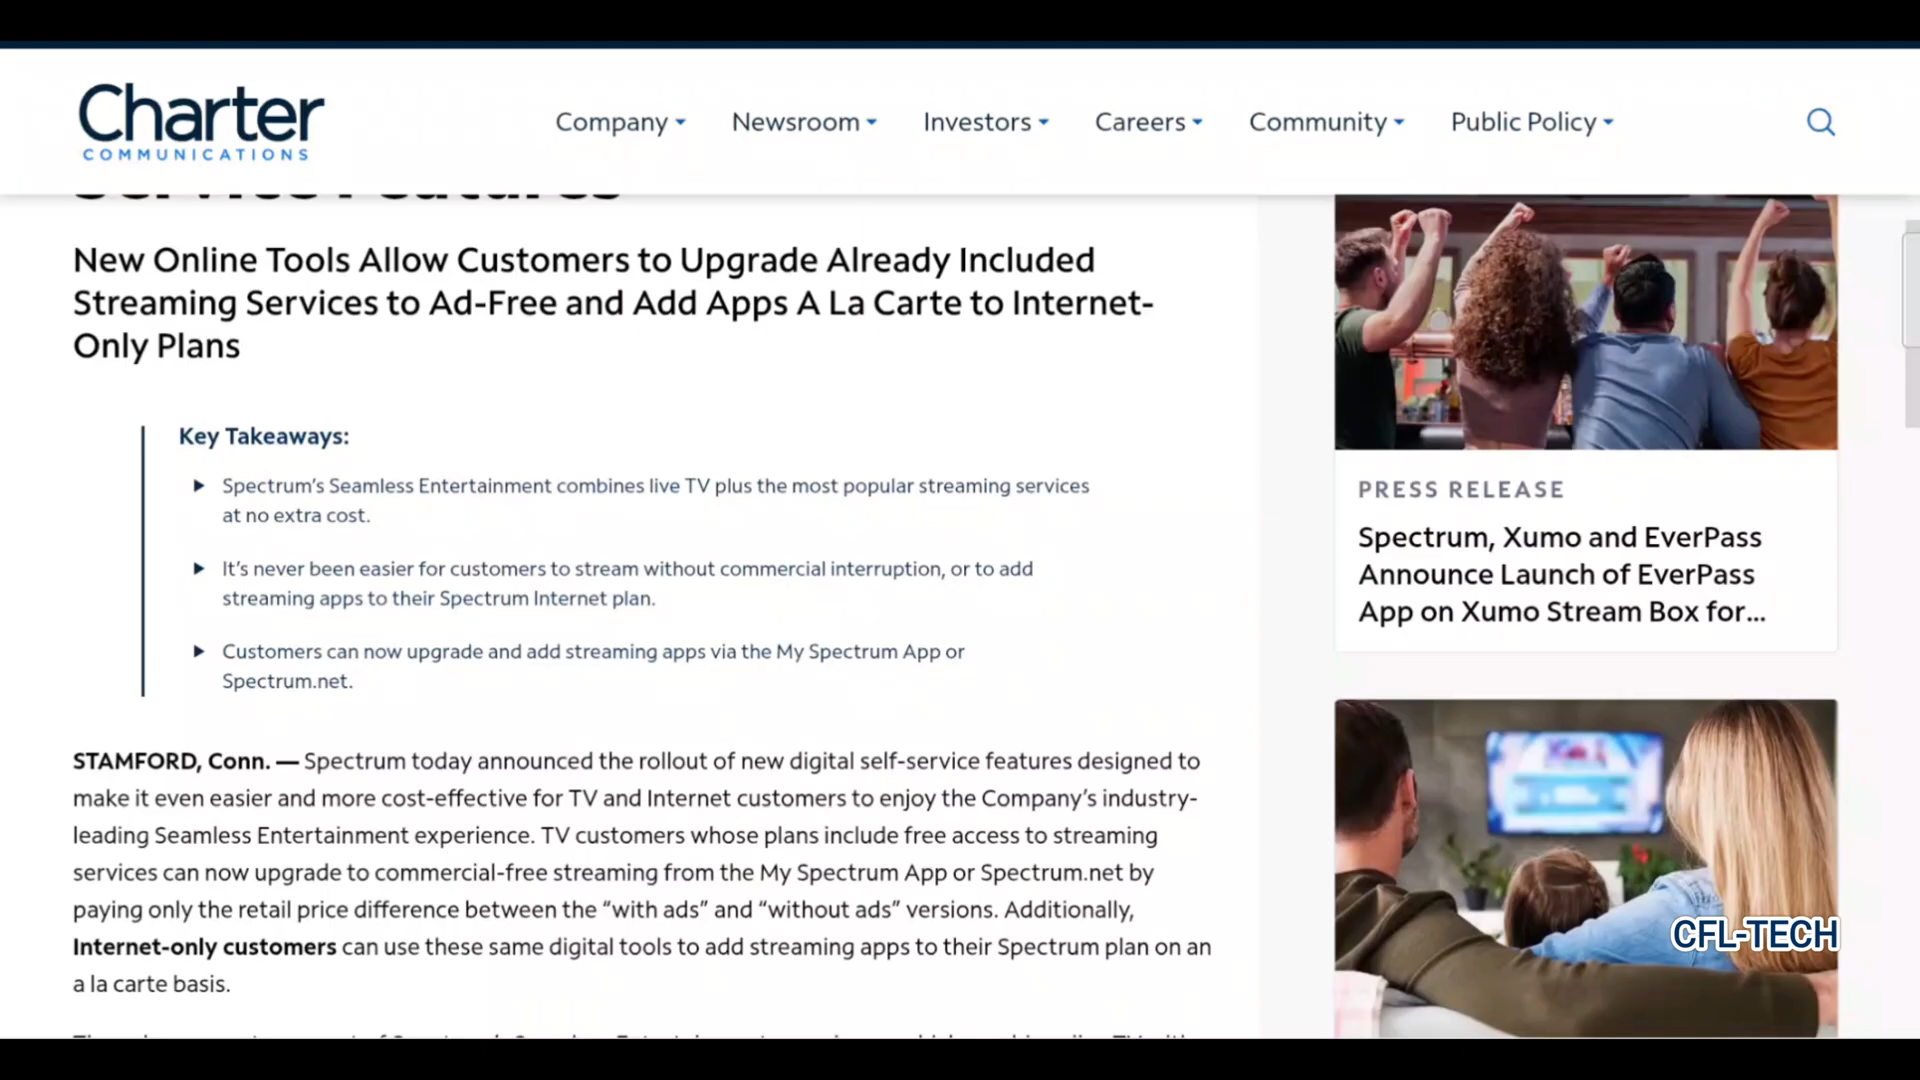 Charter
COMMUNICATIONS
Company
Newsroom
Investors
Careers
Community
Public Policy
Service Features
New Online Tools Allow Customers to Upgrade Already Included
Streaming Services to Ad-Free and Add Apps A La Carte to Internet-
Only Plans
Key Takeaways:
Spectrum's Seamless Entertainment combines live TV plus the most popular streaming services
at no extra cost.
It's never been easier for customers to stream without commercial interruption, or to add
streaming apps to their Spectrum Internet plan.
Customers can now upgrade and add streaming apps via the My Spectrum App or
Spectrum.net.
STAMFORD, Conn. — Spectrum today announced the rollout of new digital self-service features designed to
make it even easier and more cost-effective for TV and Internet customers to enjoy the Company's industry-
leading Seamless Entertainment experience. TV customers whose plans include free access to streaming
services can now upgrade to commercial-free streaming from the My Spectrum App or Spectrum.net by
paying only the retail price difference between the “with ads” and “without ads” versions. Additionally,
Internet-only customers can use these same digital tools to add streaming apps to their Spectrum plan on an
a la carte basis.
PRESS RELEASE
Spectrum, Xumo and EverPass
Announce Launch of EverPass
App on Xumo Stream Box for...
CFL-TECH